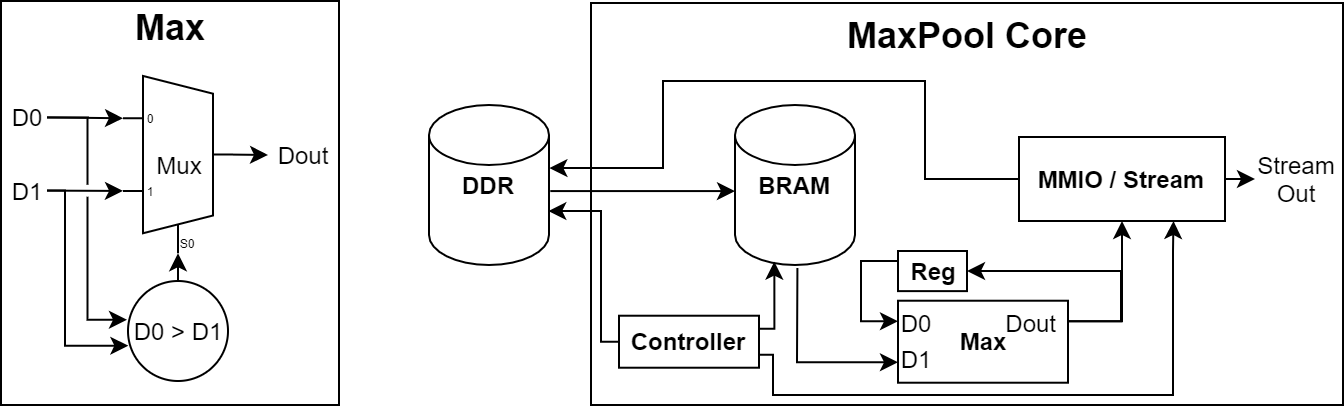 Max
D0
0
Mux
Dout
D1
1
S0
D0 > D1
MaxPool Core
DDR
BRAM
MMIO / Stream
Stream
Out
Reg
D0
Dout
Max
D1
Controller